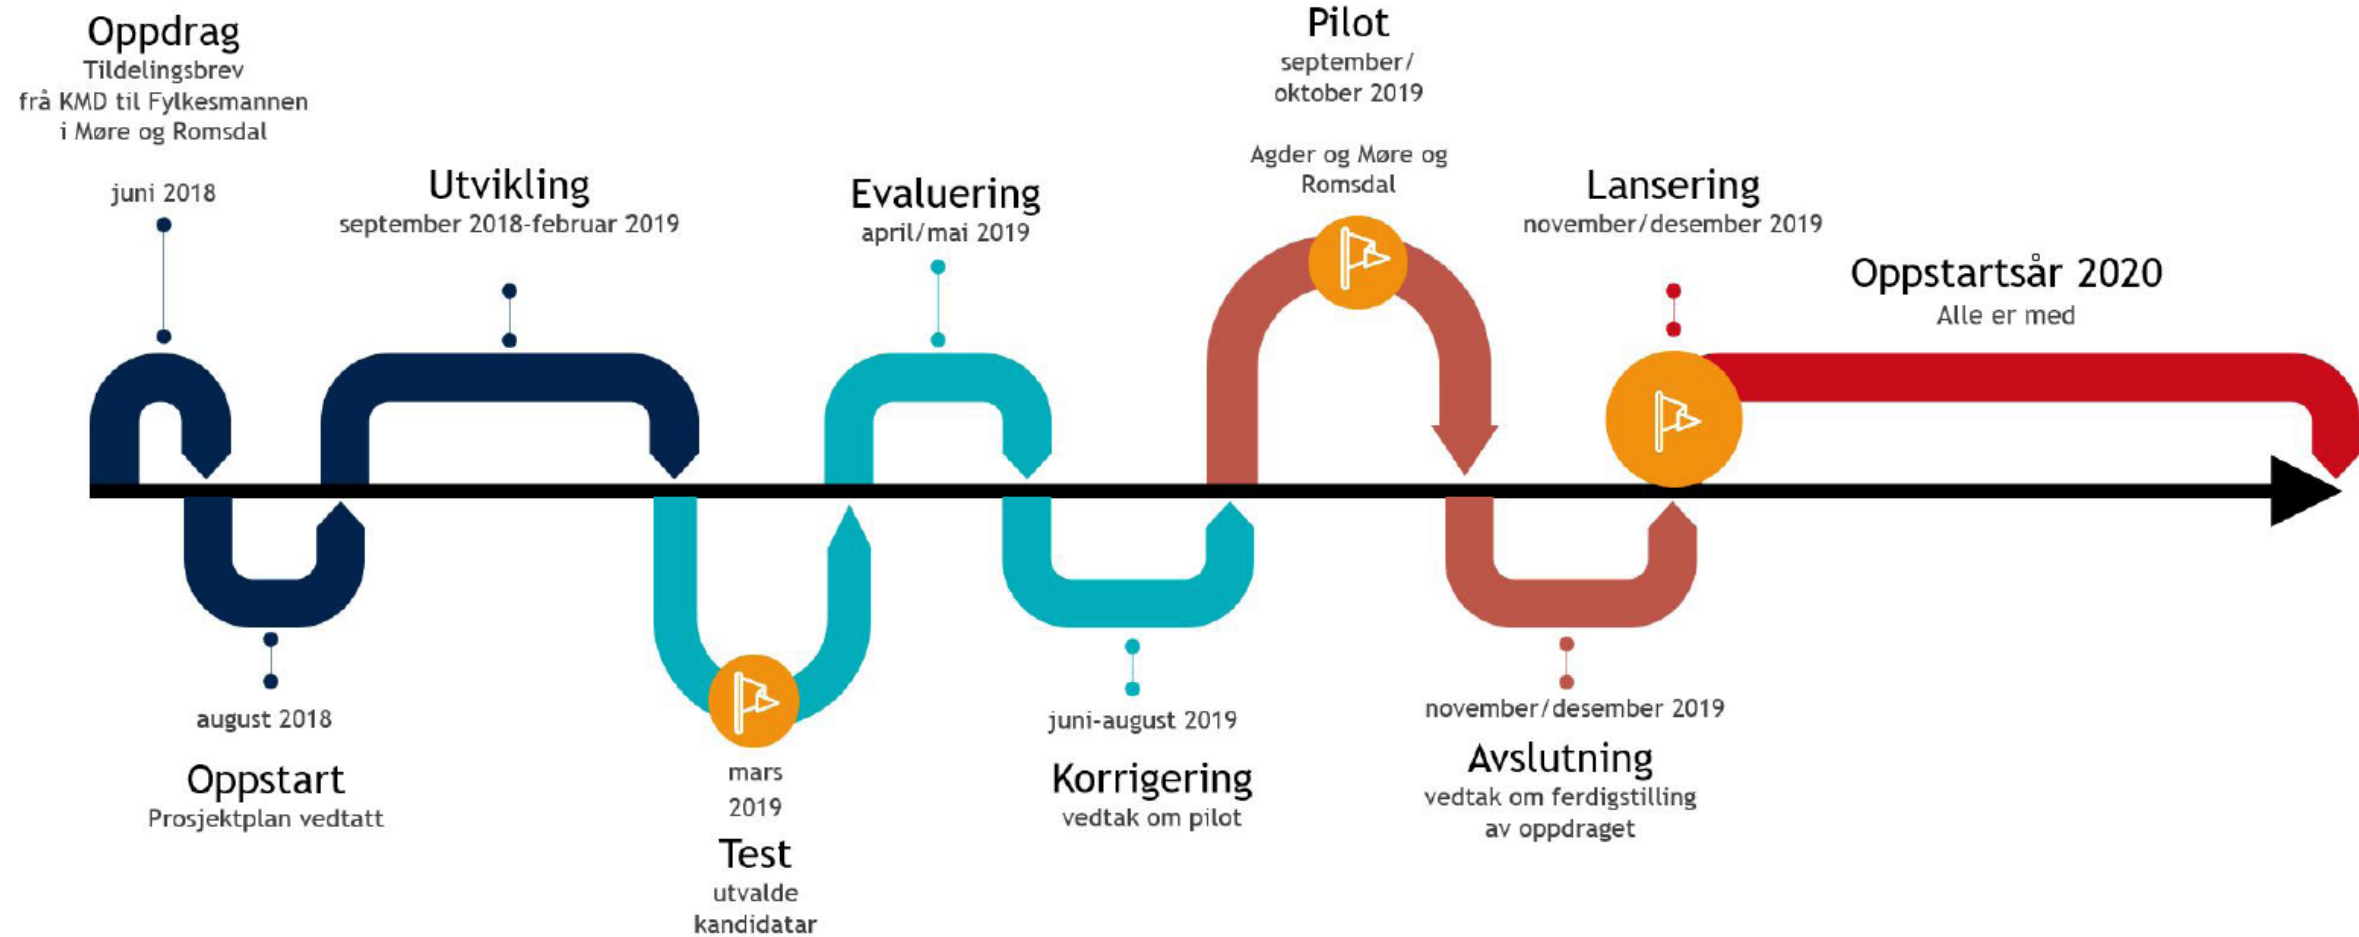 Oppdrag
Tildelingsbrev
frå KMD til Fylkesmannen
i Møre og Romsdal
juni 2018
august 2018
Oppstart
Prosjektplan vedtatt
Utvikling
september 2018-februar 2019
mars
2019
Test
utvalde
kandidatar
Evaluering
april/mai 2019
juni-august 2019
Korrigering
vedtak om pilot
Pilot
september/
oktober 2019
Agder og Møre og
Romsdal
november/desember 2019
Avslutning
vedtak om ferdigstilling
av oppdraget
Lansering
november/desember 2019
Oppstartsår 2020
Alle er med